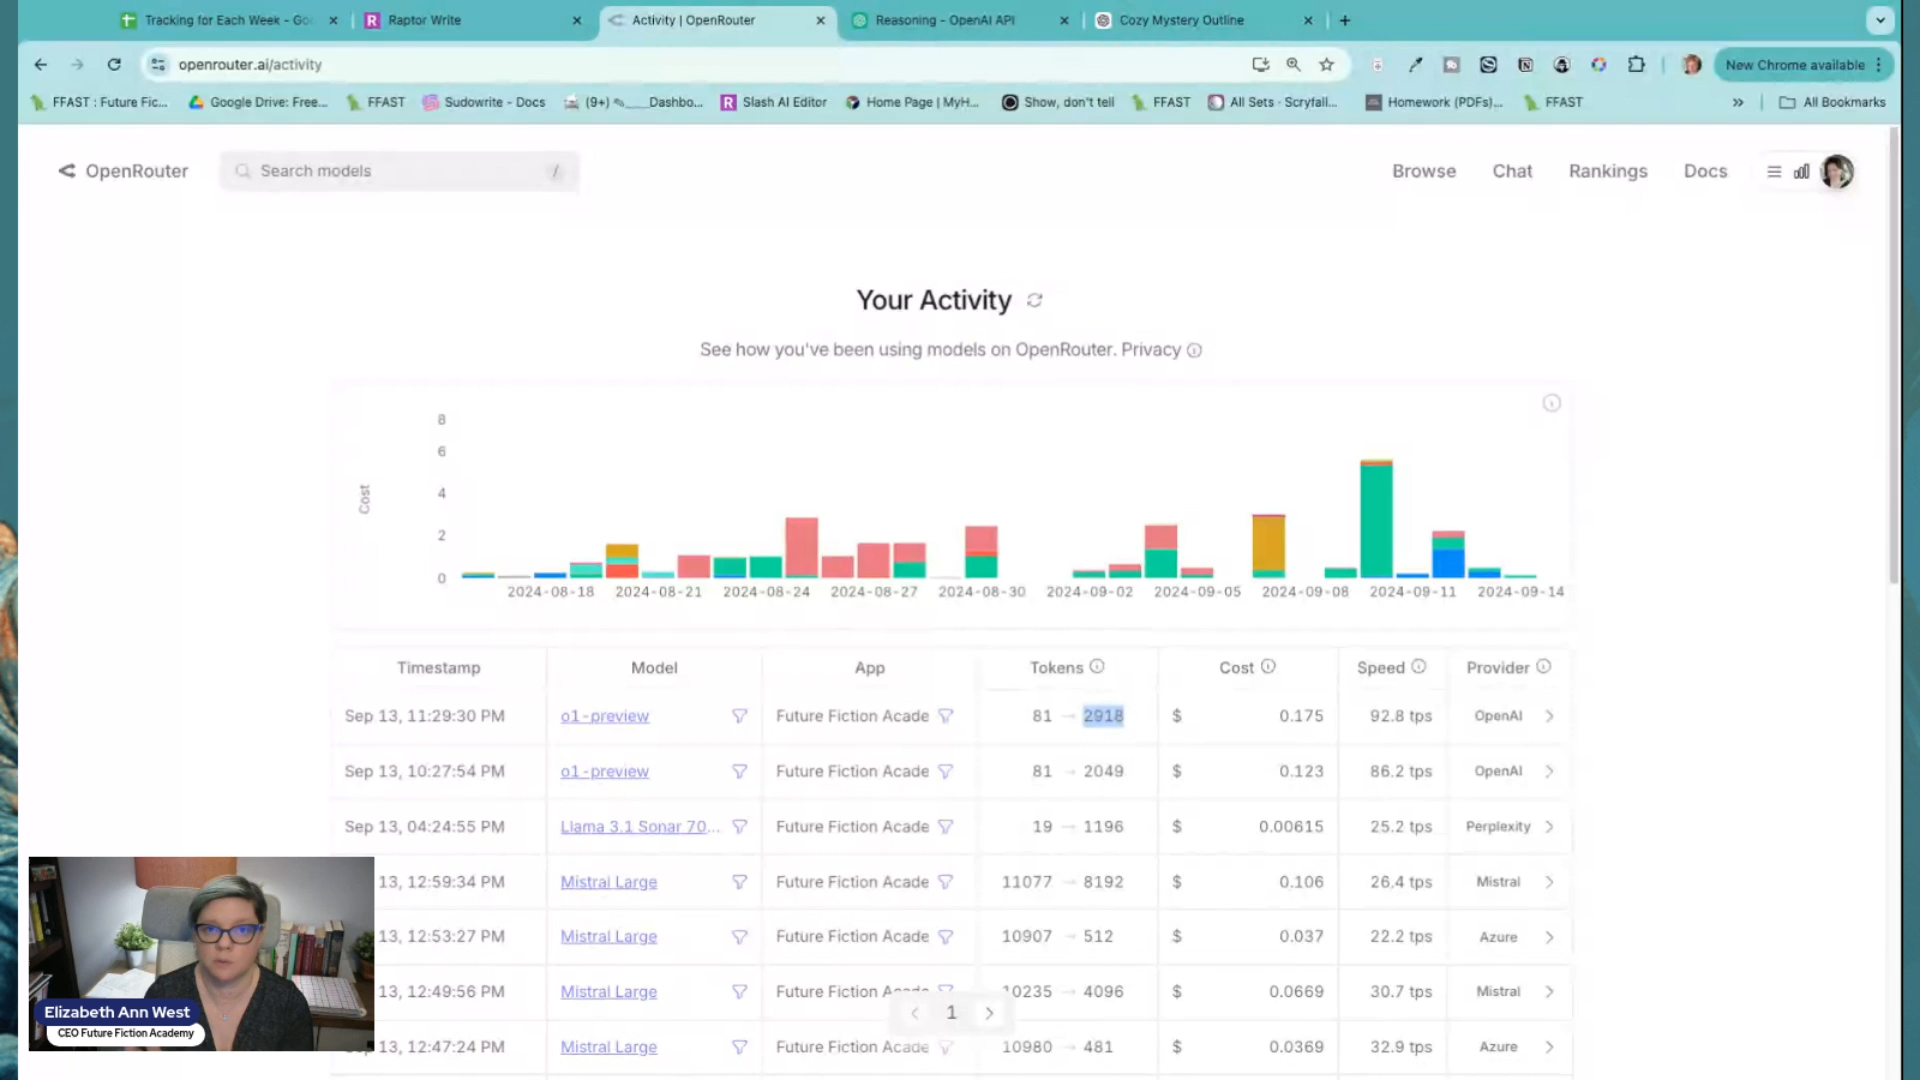 Tracking for Each Week - Go
Raptor Write
Activity | OpenRouter
Reasoning - OpenAI API
Cozy Mystery Outline
openrouter.ai/activity
New Chrome available
FFAST : Future Fic...
Google Drive: Free...
FFAST
Sudowrite - Docs
(9+) ✎____Dashbo...
Slash AI Editor
Home Page | MyH...
Show, don't tell
FFAST
All Sets · Scryfall...
Homework (PDFs)...
FFAST
All Bookmarks
OpenRouter
Search models
/
Browse
Chat
Rankings
Docs
Your Activity
See how you've been using models on OpenRouter. Privacy
Cost
8
6
4
2
0
2024-08-18 2024-08-21 2024-08-24 2024-08-27 2024-08-30 2024-09-02 2024-09-05 2024-09-08 2024-09-11 2024-09-14
Timestamp Model App Tokens Cost Speed Provider
Sep 13, 11:29:30 PM o1-preview Future Fiction Acade 81 → 2918 $ 0.175 92.8 tps OpenAI
Sep 13, 10:27:54 PM o1-preview Future Fiction Acade 81 → 2049 $ 0.123 86.2 tps OpenAI
Sep 13, 04:24:55 PM Llama 3.1 Sonar 70... Future Fiction Acade 19 → 1196 $ 0.00615 25.2 tps Perplexity
13, 12:59:34 PM Mistral Large Future Fiction Acade 11077 → 8192 $ 0.106 26.4 tps Mistral
13, 12:53:27 PM Mistral Large Future Fiction Acade 10907 → 512 $ 0.037 22.2 tps Azure
13, 12:49:56 PM Mistral Large Future Fiction Acade 10235 → 4096 $ 0.0669 30.7 tps Mistral
1
Sep 13, 12:47:24 PM Mistral Large Future Fiction Acade 10980 → 481 $ 0.0369 32.9 tps Azure
Elizabeth Ann West
CEO Future Fiction Academy